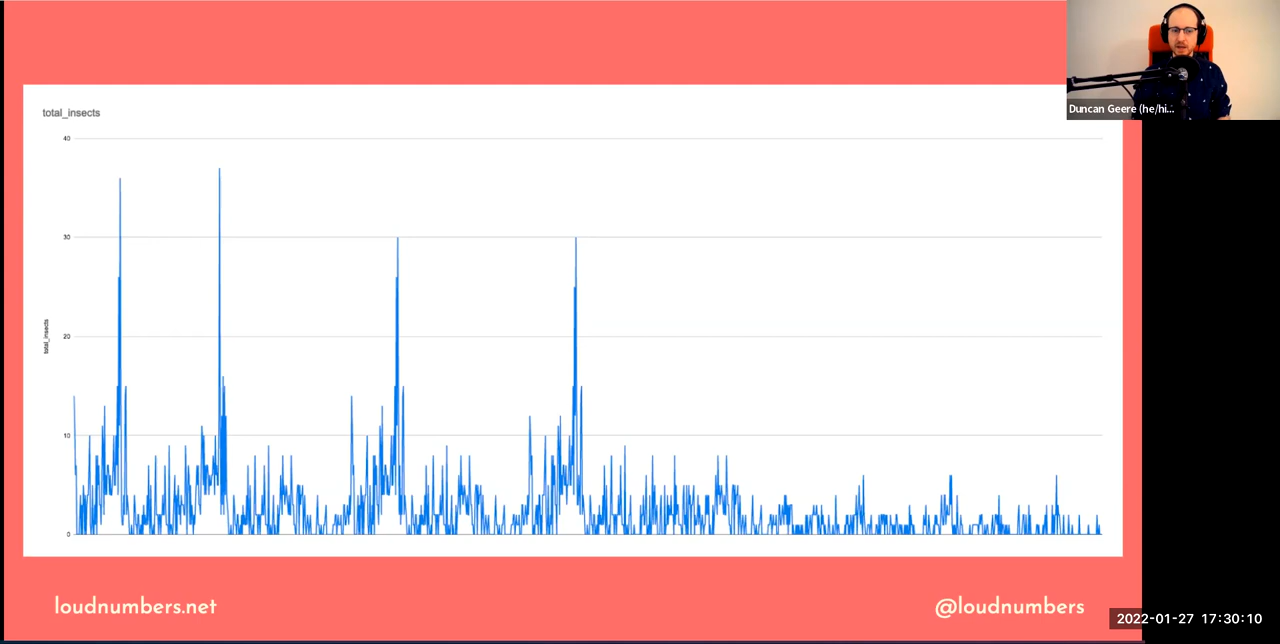 Duncan Geere (he/hi...
total_insects
40
30
total_insects
20
10
0
loudnumbers.net
@loudnumbers
2022-01-27 17:30:10